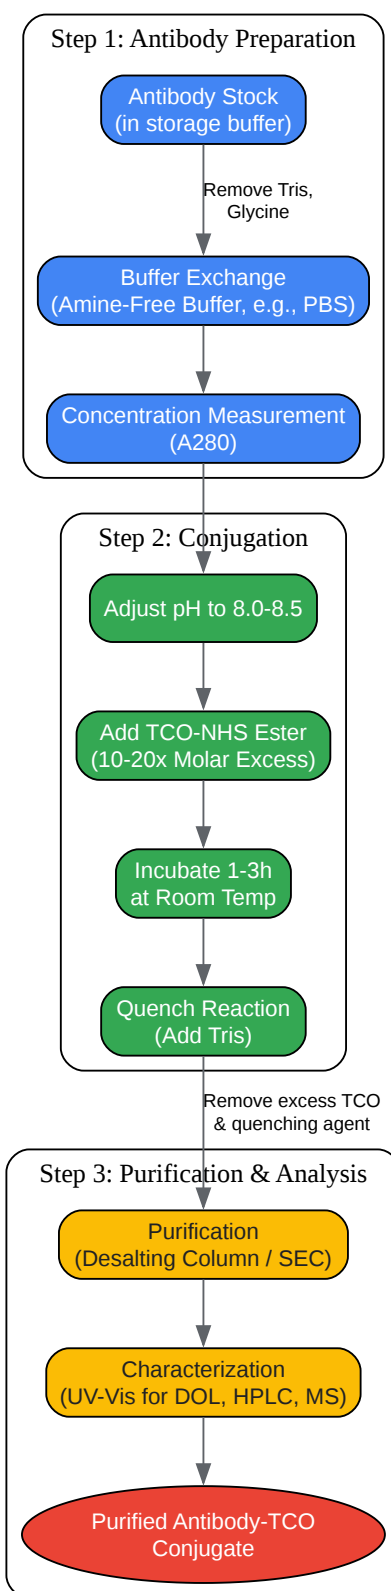 Step 1: Antibody Preparation
Antibody Stock
(in storage buffer)
Remove Tris,
Glycine
Buffer Exchange
(Amine-Free Buffer, e.g., PBS)
Concentration Measurement
(A280)
Step 2: Conjugation
Adjust pH to 8.0-8.5
Add TCO-NHS Ester
(10-20x Molar Excess)
Incubate 1-3h
at Room Temp
Quench Reaction
(Add Tris)
Remove excess TCO
& quenching agent
Step 3: Purification & Analysis
Purification
(Desalting Column / SEC)
Characterization
(UV-Vis for DOL, HPLC, MS)
Purified Antibody-TCO
Conjugate